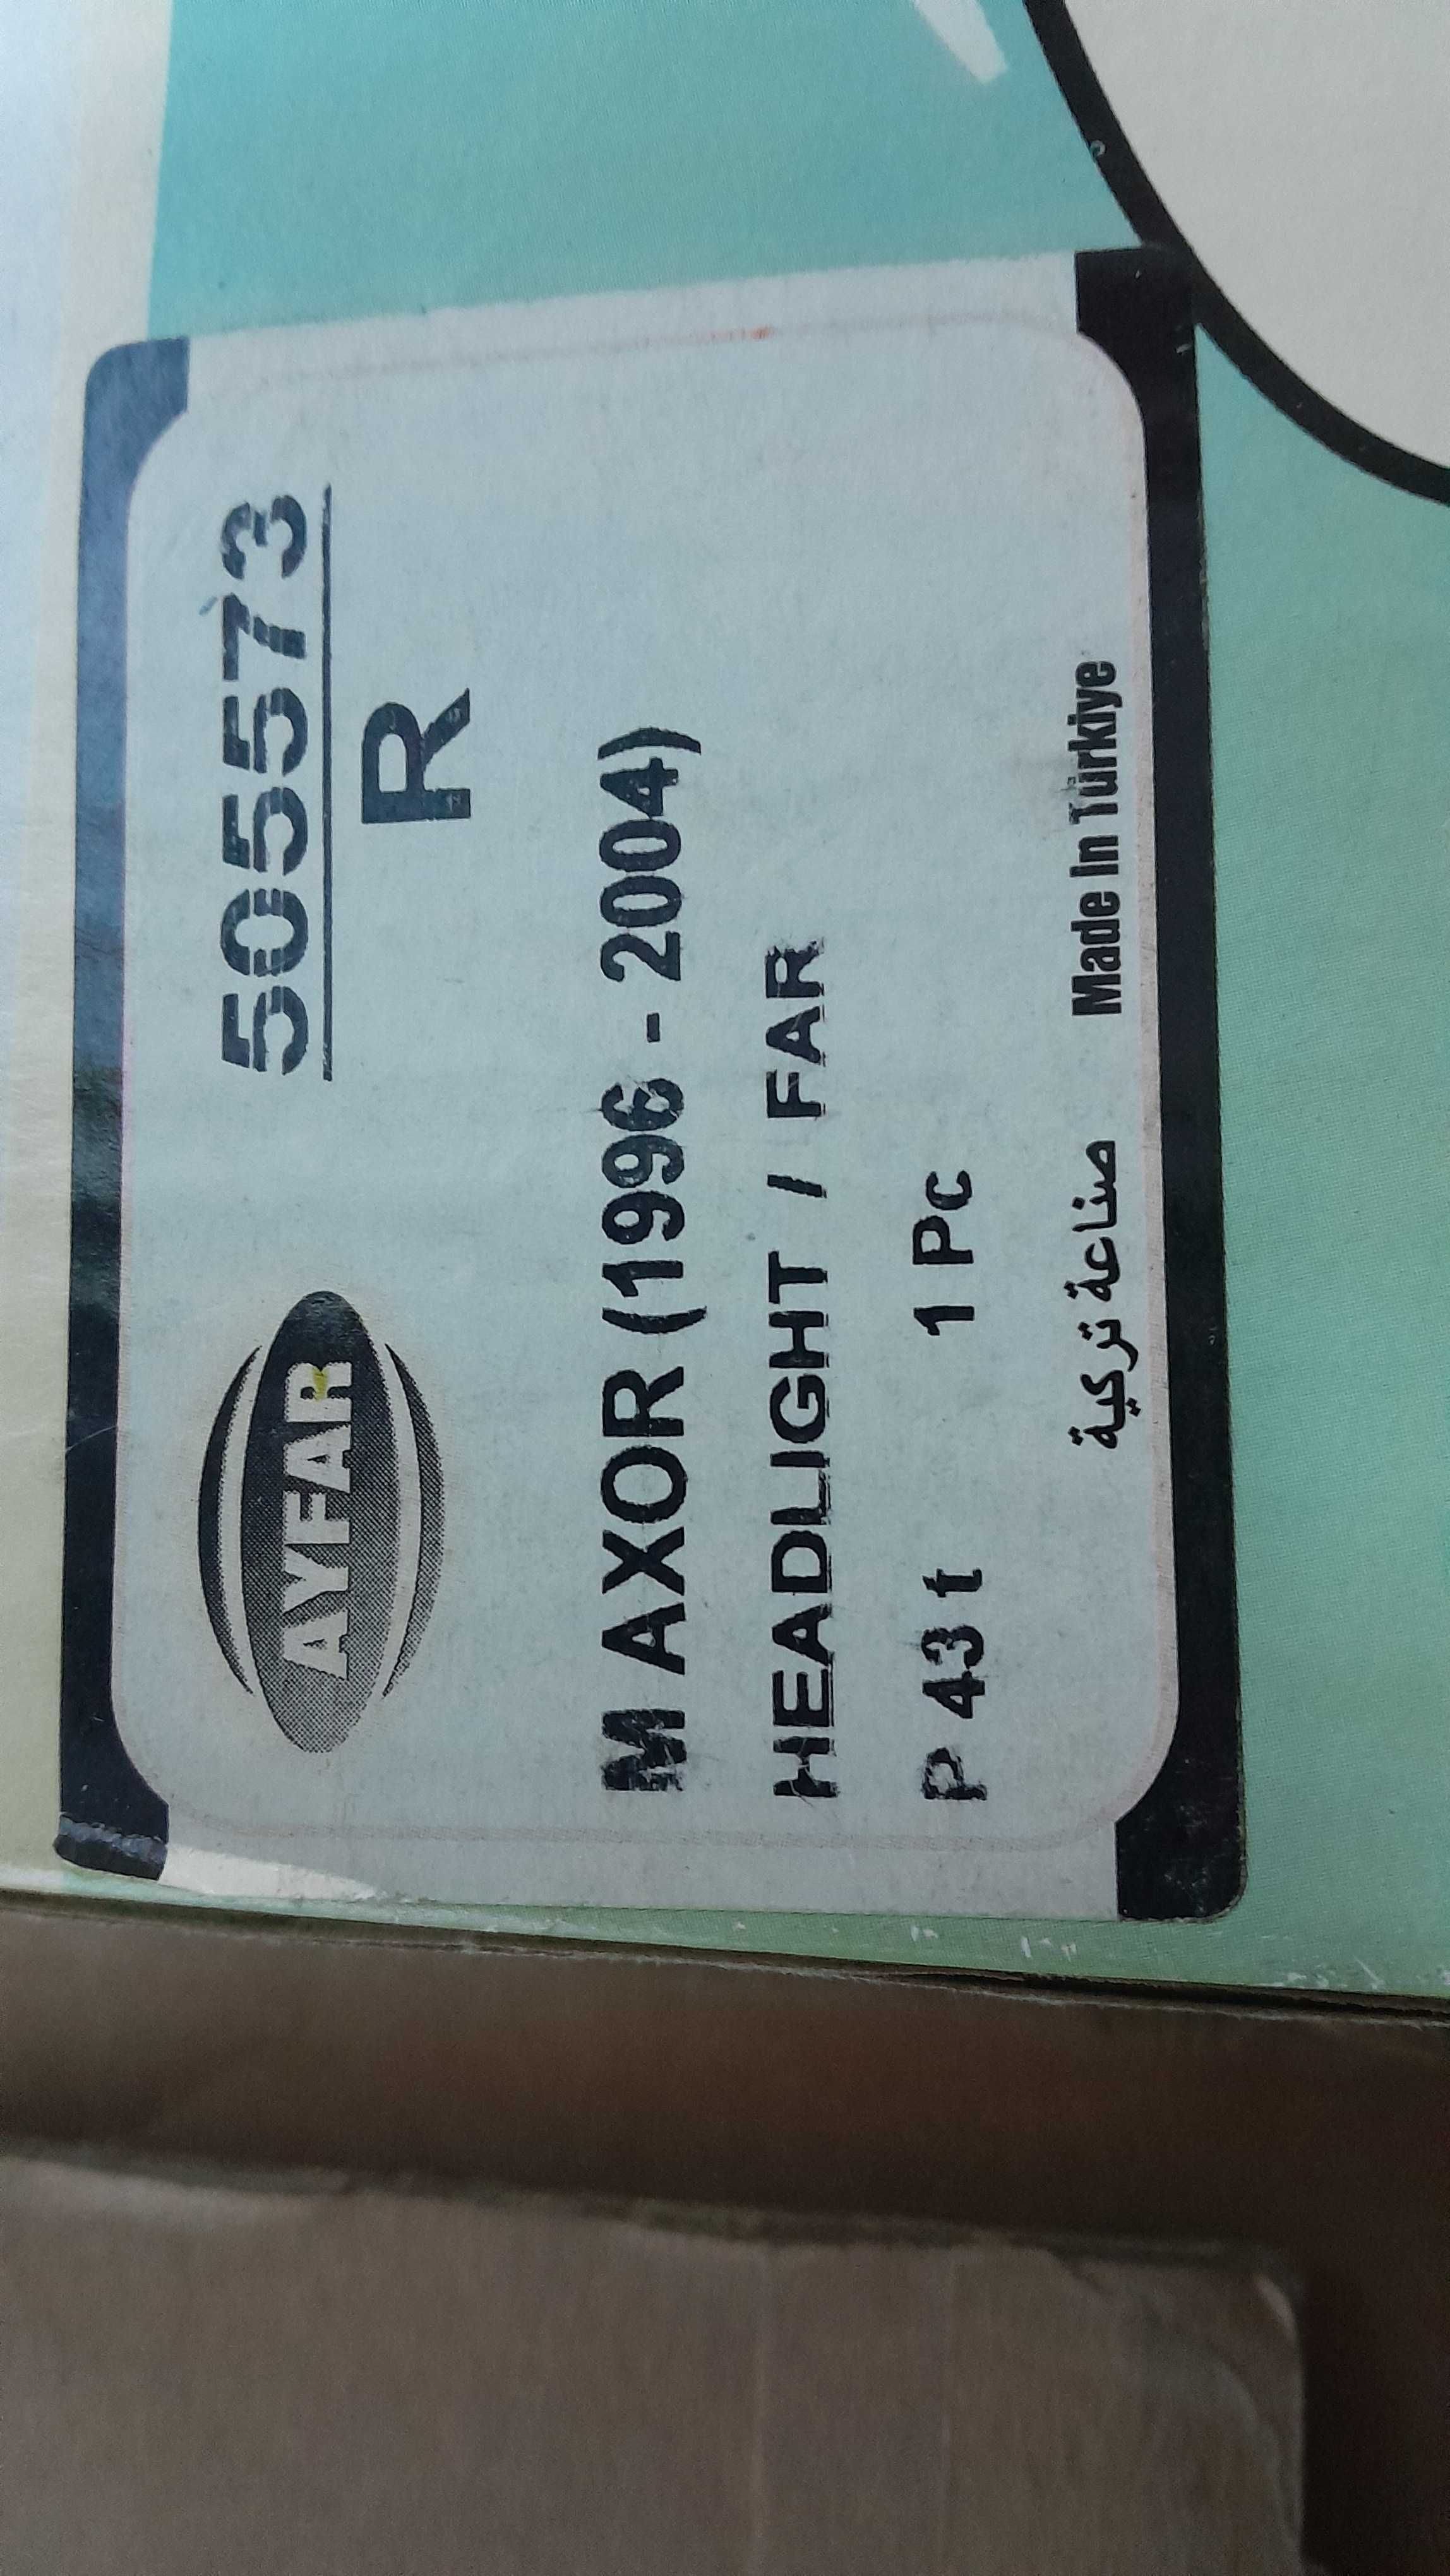 AYFAR
505573
R
M AXOR (1996 - 2004)
HEADLIGHT / FAR
P 43 t 1 Pc
صناعة تركية Made In Türkiye